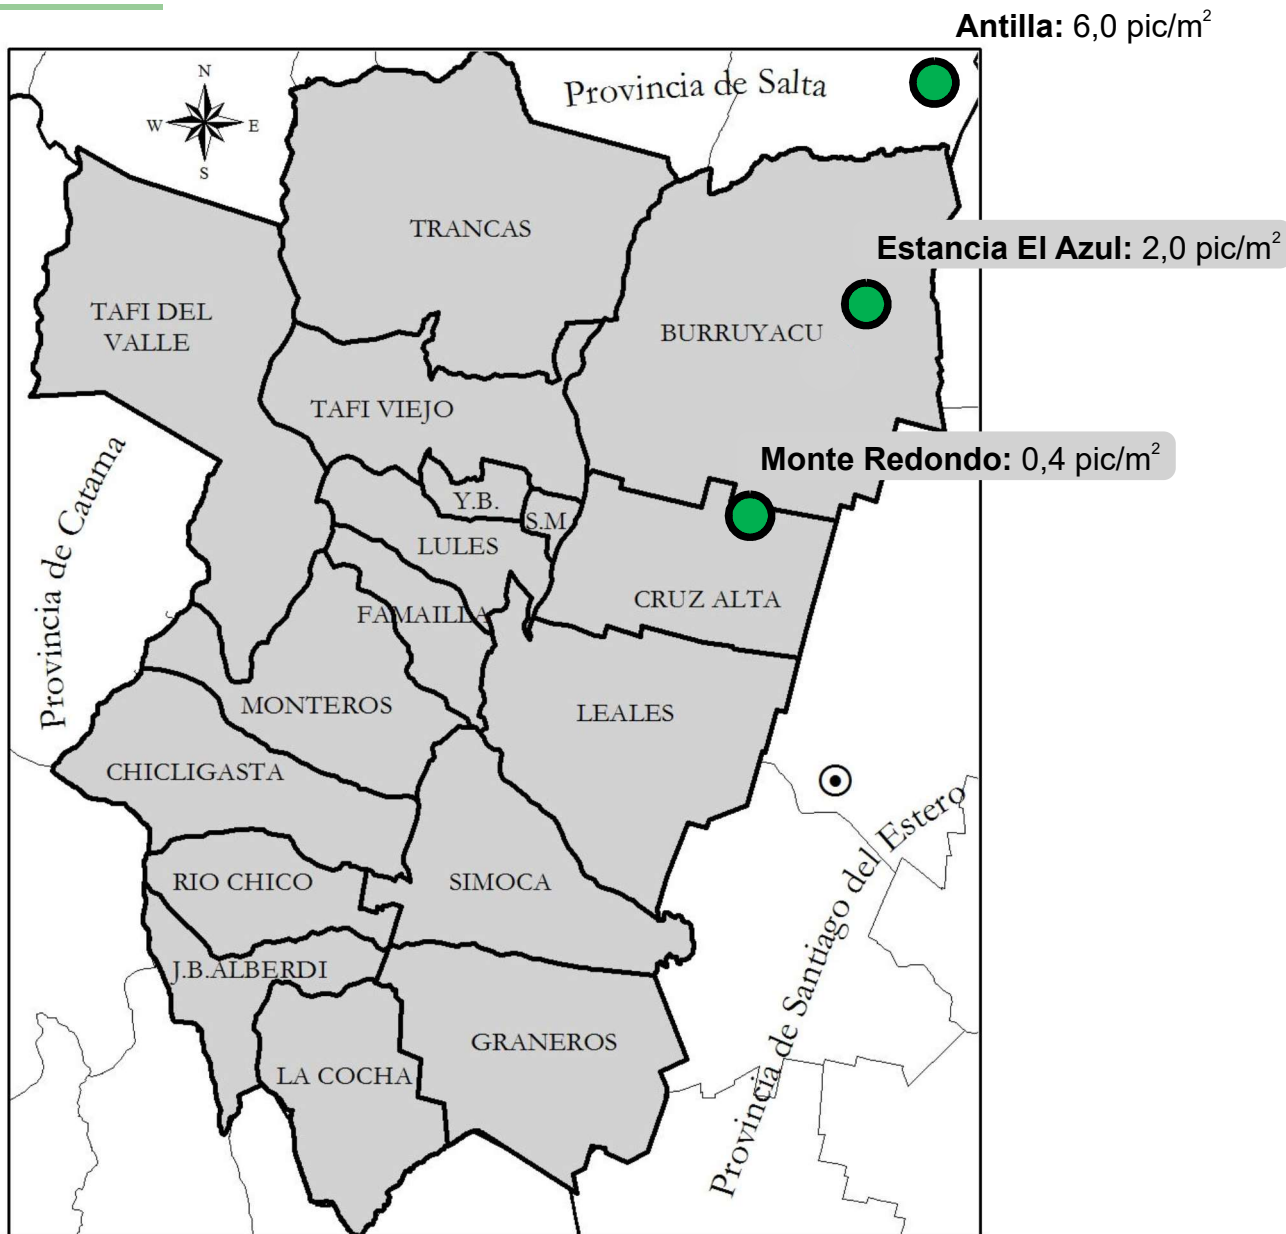 Antilla: 6,0 pic/m²
N
W
E
S
Provincia de Salta
TRANCAS
Estancia El Azul: 2,0 pic/m²
TAFI DEL
VALLE
BURRUYACU
TAFI VIEJO
Monte Redondo: 0,4 pic/m²
Provincia de Catama
Y.B.
S.M.
LULES
CRUZ ALTA
FAMAILLA
MONTEROS
LEALES
CHICLIGASTA
Provincia de Santiago del Estero
RIO CHICO
SIMOCA
J.B.ALBERDI
GRANEROS
LA COCHA